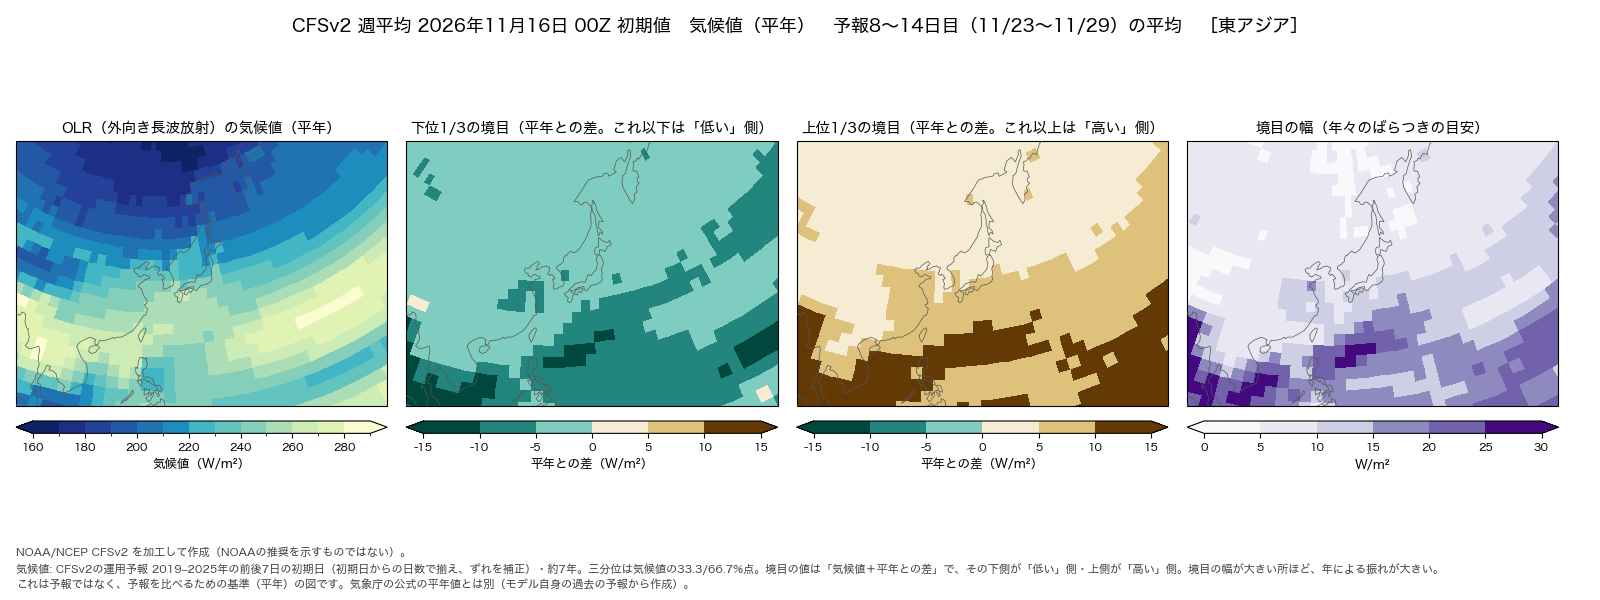 CFSv2 週平均 2026年11月16日 00Z 初期値　気候値（平年）　予報8〜14日目（11/23〜11/29）の平均　［東アジア］
OLR（外向き長波放射）の気候値（平年）
下位1/3の境目（平年との差。これ以下は「低い」側）
上位1/3の境目（平年との差。これ以上は「高い」側）
境目の幅（年々のばらつきの目安）
160 180 200 220 240 260 280
気候値（W/m²）
-15 -10 -5 0 5 10 15
平年との差（W/m²）
-15 -10 -5 0 5 10 15
平年との差（W/m²）
0 5 10 15 20 25 30
W/m²
NOAA/NCEP CFSv2 を加工して作成（NOAAの推奨を示すものではない）。
気候値: CFSv2の運用予報 2019–2025年の前後7日の初期日（初期日からの日数で揃え、ずれを補正）・約7年。三分位は気候値の33.3/66.7%点。境目の値は「気候値＋平年との差」で、その下側が「低い」側・上側が「高い」側。境目の幅が大きい所ほど、年による振れが大きい。
これは予報ではなく、予報を比べるための基準（平年）の図です。気象庁の公式の平年値とは別（モデル自身の過去の予報から作成）。